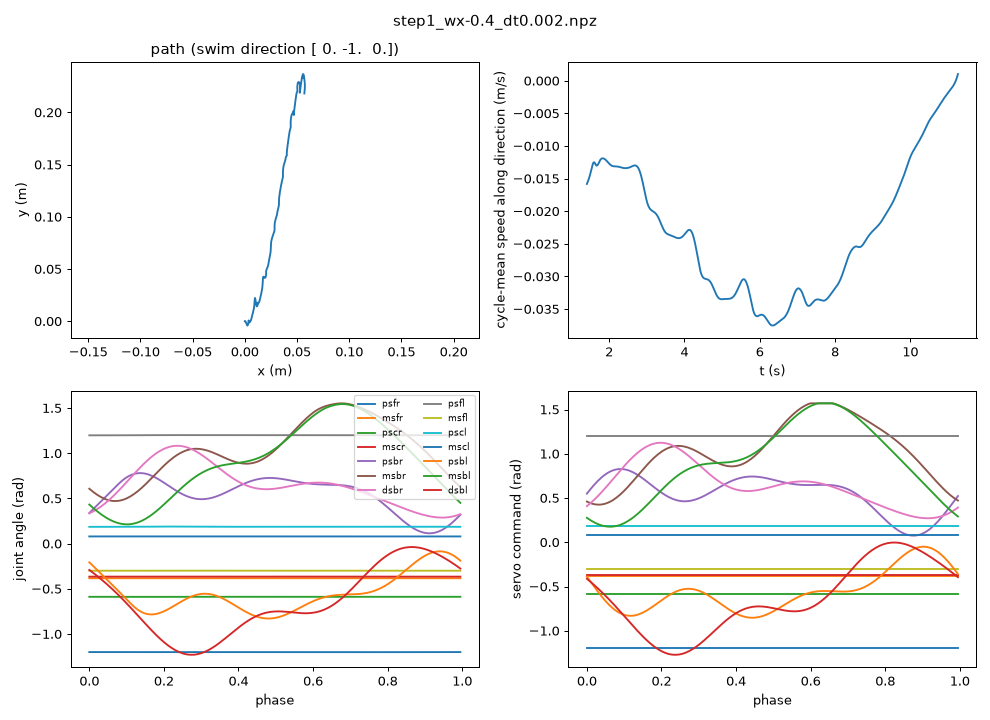 step1_wx-0.4_dt0.002.npz
path (swim direction [ 0. -1.  0.])
0.20
0.15
0.10
0.05
0.00
y (m)
−0.15 −0.10 −0.05 0.00 0.05 0.10 0.15 0.20
x (m)
0.000
−0.005
−0.010
−0.015
−0.020
−0.025
−0.030
−0.035
cycle-mean speed along direction (m/s)
2 4 6 8 10
t (s)
1.5
1.0
0.5
0.0
−0.5
−1.0
joint angle (rad)
psfr psfl
msfr msfl
pscr pscl
mscr mscl
psbr psbl
msbr msbl
dsbr dsbl
0.0 0.2 0.4 0.6 0.8 1.0
phase
1.5
1.0
0.5
0.0
−0.5
−1.0
servo command (rad)
0.0 0.2 0.4 0.6 0.8 1.0
phase